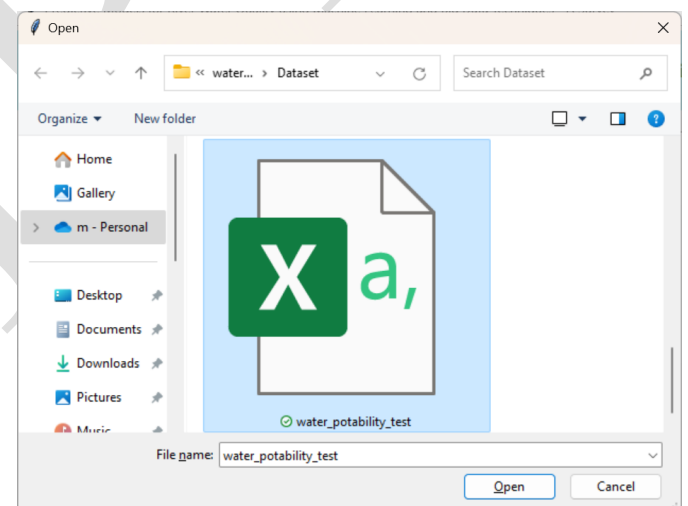 Open
« water... › Dataset
Search Dataset
Organize
New folder
Home
Gallery
m - Personal
Desktop
Documents
Downloads
Pictures
Music
X a,
water_potability_test
File name: water_potability_test
Open
Cancel